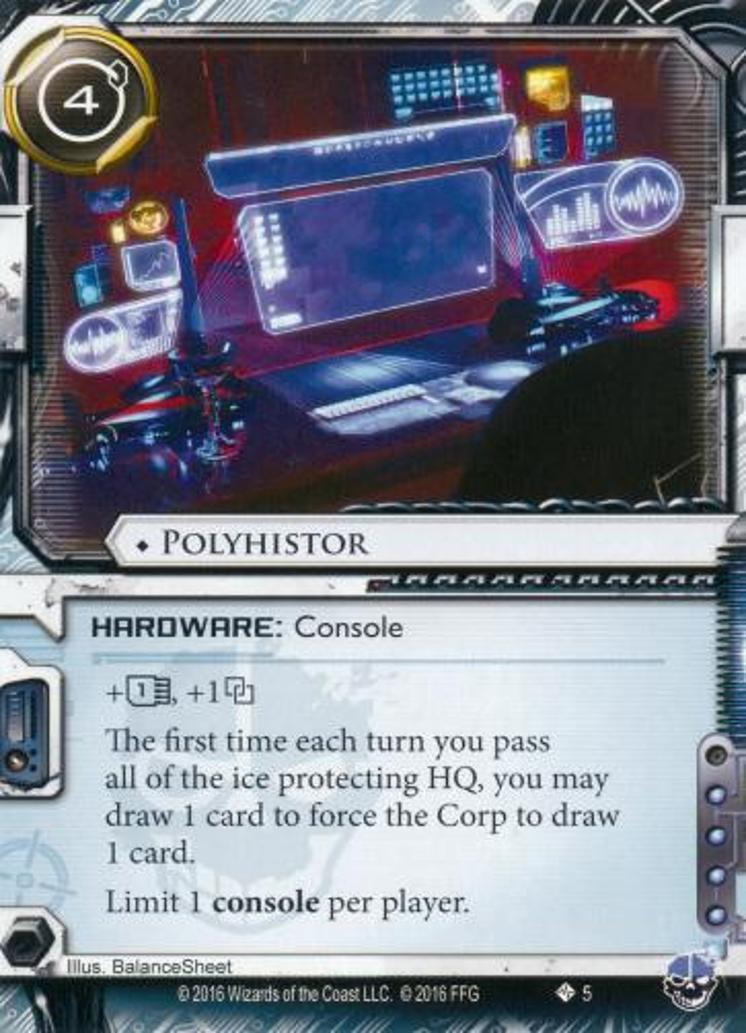 4
◆ POLYHISTOR
HARDWARE: Console
+1, +1
The first time each turn you pass
all of the ice protecting HQ, you may
draw 1 card to force the Corp to draw
1 card.
Limit 1 console per player.
Illus. BalanceSheet
© 2016 Wizards of the Coast LLC. © 2016 FFG 5